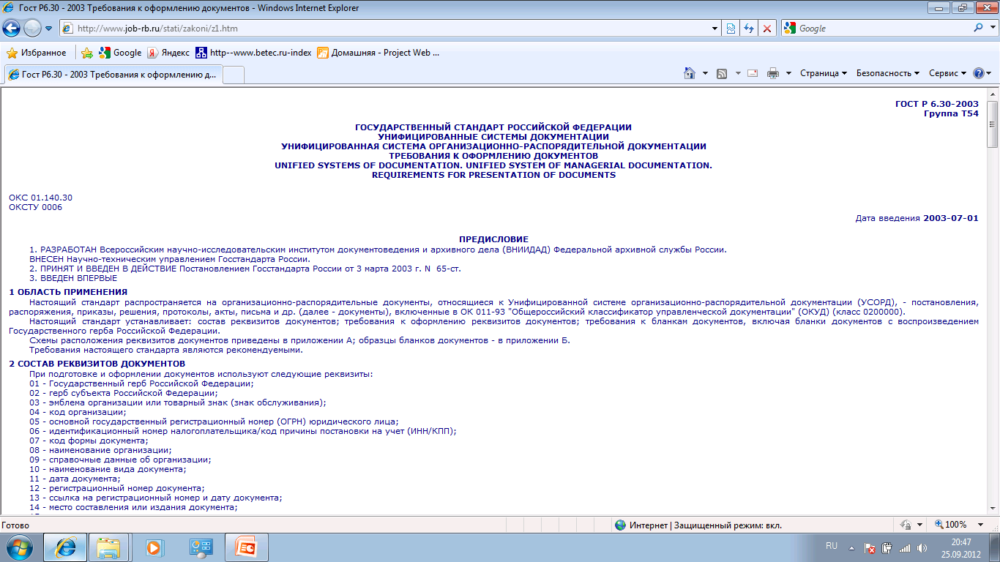 Гост Р6.30 - 2003 Требования к оформлению документов - Windows Internet Explorer
http://www.job-rb.ru/stati/zakoni/z1.htm
Google
Избранное
Google
Яндекс
http--www.betec.ru-index
Домашняя - Project Web ...
Гост Р6.30 - 2003 Требования к оформлению д...
Страница
Безопасность
Сервис
ГОСТ Р 6.30-2003
Группа Т54
ГОСУДАРСТВЕННЫЙ СТАНДАРТ РОССИЙСКОЙ ФЕДЕРАЦИИ
УНИФИЦИРОВАННЫЕ СИСТЕМЫ ДОКУМЕНТАЦИИ
УНИФИЦИРОВАННАЯ СИСТЕМА ОРГАНИЗАЦИОННО-РАСПОРЯДИТЕЛЬНОЙ ДОКУМЕНТАЦИИ
ТРЕБОВАНИЯ К ОФОРМЛЕНИЮ ДОКУМЕНТОВ
UNIFIED SYSTEMS OF DOCUMENTATION. UNIFIED SYSTEM OF MANAGERIAL DOCUMENTATION.
REQUIREMENTS FOR PRESENTATION OF DOCUMENTS
ОКС 01.140.30
ОКСТУ 0006
Дата введения 2003-07-01
ПРЕДИСЛОВИЕ
1. РАЗРАБОТАН Всероссийским научно-исследовательским институтом документоведения и архивного дела (ВНИИДАД) Федеральной архивной службы России.
ВНЕСЕН Научно-техническим управлением Госстандарта России.
2. ПРИНЯТ И ВВЕДЕН В ДЕЙСТВИЕ Постановлением Госстандарта России от 3 марта 2003 г. N 65-ст.
3. ВВЕДЕН ВПЕРВЫЕ
1 ОБЛАСТЬ ПРИМЕНЕНИЯ
Настоящий стандарт распространяется на организационно-распорядительные документы, относящиеся к Унифицированной системе организационно-распорядительной документации (УСОРД), - постановления,
распоряжения, приказы, решения, протоколы, акты, письма и др. (далее - документы), включенные в ОК 011-93 "Общероссийский классификатор управленческой документации" (ОКУД) (класс 0200000).
Настоящий стандарт устанавливает: состав реквизитов документов; требования к оформлению реквизитов документов; требования к бланкам документов, включая бланки документов с воспроизведением
Государственного герба Российской Федерации.
Схемы расположения реквизитов документов приведены в приложении А; образцы бланков документов - в приложении Б.
Требования настоящего стандарта являются рекомендуемыми.
2 СОСТАВ РЕКВИЗИТОВ ДОКУМЕНТОВ
При подготовке и оформлении документов используют следующие реквизиты:
01 - Государственный герб Российской Федерации;
02 - герб субъекта Российской Федерации;
03 - эмблема организации или товарный знак (знак обслуживания);
04 - код организации;
05 - основной государственный регистрационный номер (ОГРН) юридического лица;
06 - идентификационный номер налогоплательщика/код причины постановки на учет (ИНН/КПП);
07 - код формы документа;
08 - наименование организации;
09 - справочные данные об организации;
10 - наименование вида документа;
11 - дата документа;
12 - регистрационный номер документа;
13 - ссылка на регистрационный номер и дату документа;
14 - место составления или издания документа;
Готово
Интернет | Защищенный режим: вкл.
100%
RU
20:47
25.09.2012